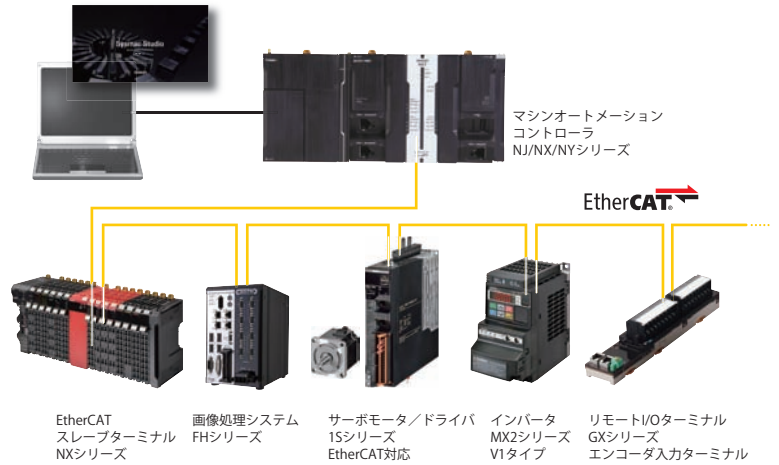 Sysmac Studio
マシンオートメーション
コントローラ
NJ/NX/NYシリーズ
EtherCAT®
EtherCAT
スレーブターミナル
NXシリーズ
画像処理システム
FHシリーズ
サーボモータ／ドライバ
1Sシリーズ
EtherCAT対応
インバータ
MX2シリーズ
V1タイプ
リモートI/Oターミナル
GXシリーズ
エンコーダ入力ターミナル